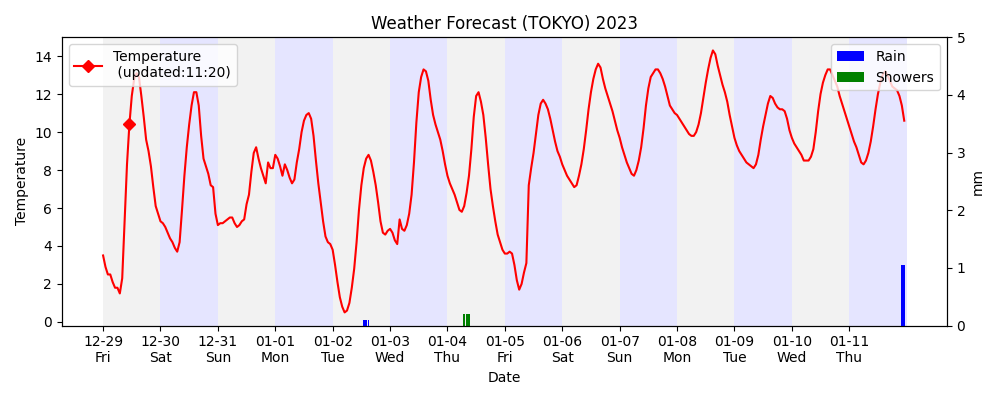 Weather Forecast (TOKYO) 2023
Temperature
(updated:11:20)
Rain
Showers
14
12
10
8
6
4
2
0
Temperature
5
4
3
2
1
0
mm
12-29 12-30 12-31 01-01 01-02 01-03 01-04 01-05 01-06 01-07 01-08 01-09 01-10 01-11
Fri Sat Sun Mon Tue Wed Thu Fri Sat Sun Mon Tue Wed Thu
Date